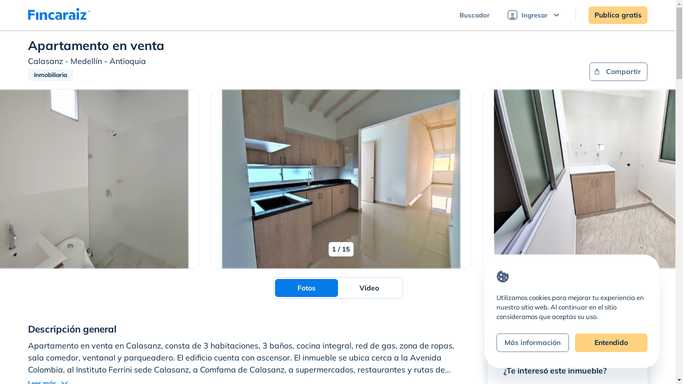 Fincaraiz
Buscador
Ingresar
Publica gratis
Apartamento en venta
Calasanz - Medellín - Antioquia
Inmobiliaria
Compartir
1 / 15
Fotos
Video
Utilizamos cookies para mejorar tu experiencia en
nuestro sitio web. Al continuar en el sitio
consideramos que aceptas su uso.
Más información
Entendido
Descripción general
Apartamento en venta en Calasanz, consta de 3 habitaciones, 3 baños, cocina integral, red de gas, zona de ropas,
sala comedor, ventanal y parqueadero. El edificio cuenta con ascensor. El inmueble se ubica cerca a la Avenida
Colombia, al Instituto Ferrini sede Calasanz, a Comfama de Calasanz, a supermercados, restaurantes y rutas de...
Leer más
¿Te interesó este inmueble?